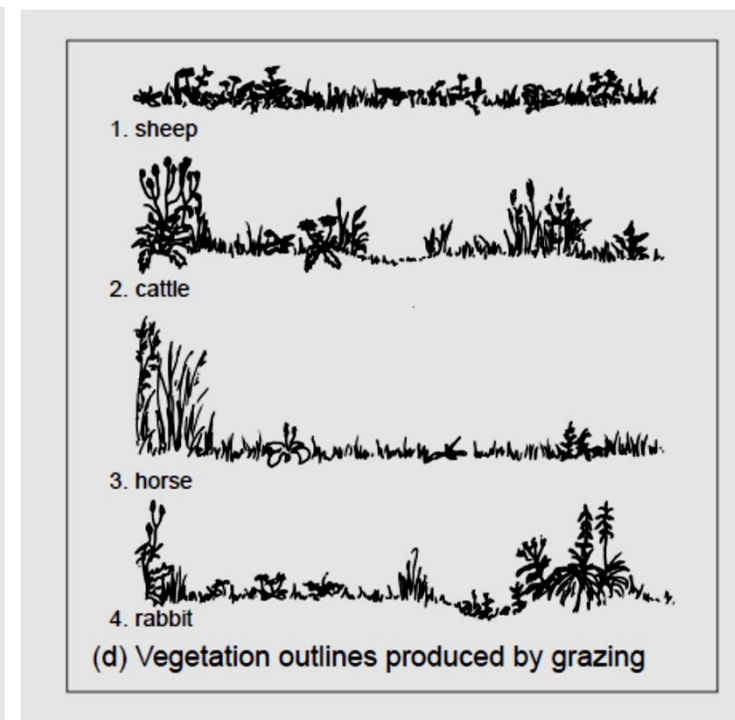 1. sheep
2. cattle
3. horse
4. rabbit
(d) Vegetation outlines produced by grazing